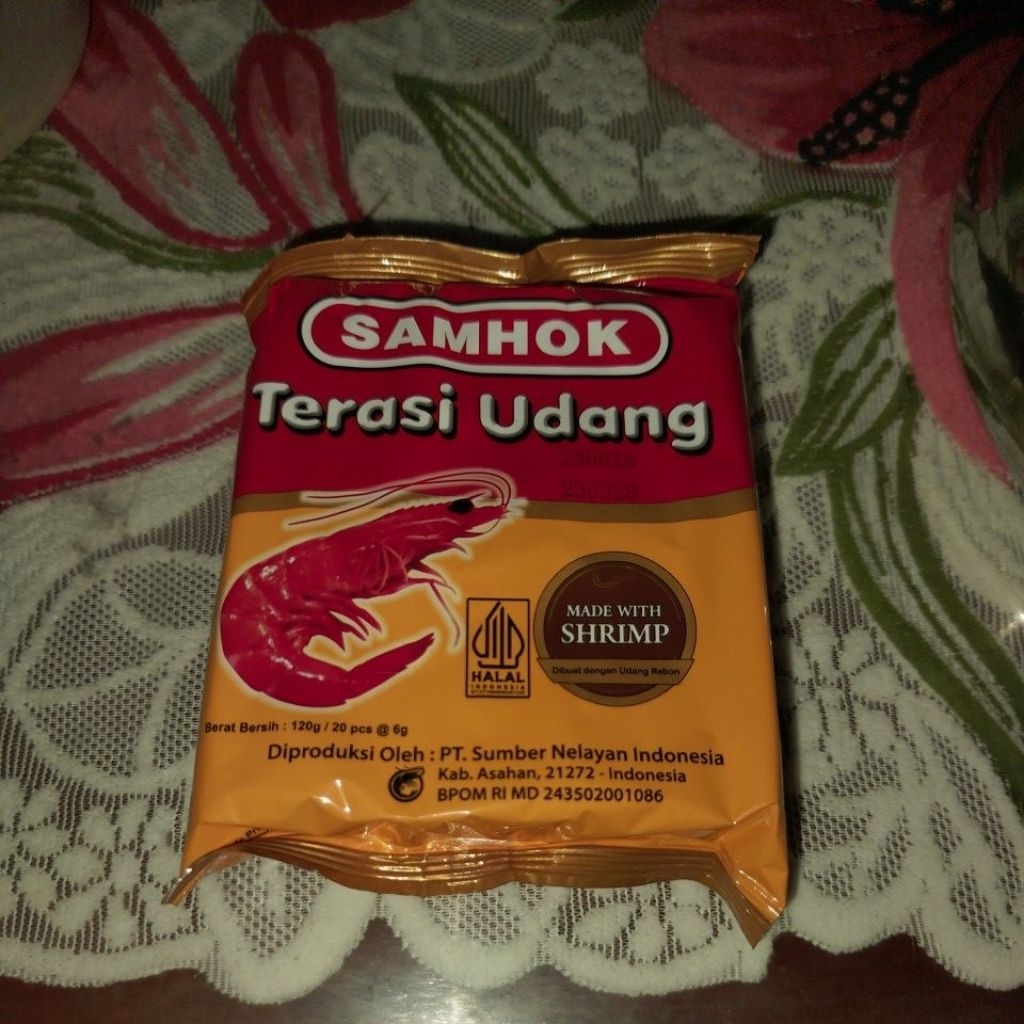 SAMHOK
Terasi Udang
MADE WITH
SHRIMP
Dibuat dengan Udang Rebon
HALAL
INDONESIA
Berat Bersih : 120g / 20 pcs @ 6g
Diproduksi Oleh : PT. Sumber Nelayan Indonesia
Kab. Asahan, 21272 - Indonesia
BPOM RI MD 243502001086